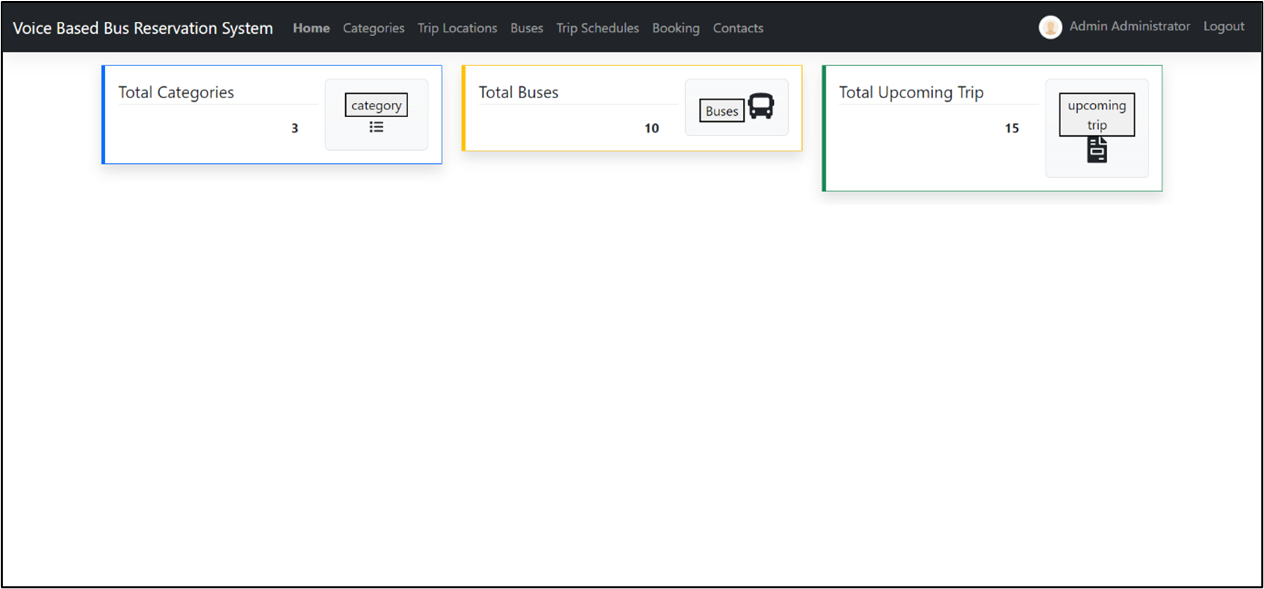 Voice Based Bus Reservation System Home Categories Trip Locations Buses Trip Schedules Booking Contacts Admin Administrator Logout
Total Categories
3
category
Total Buses
10
Buses
Total Upcoming Trip
15
upcoming
trip